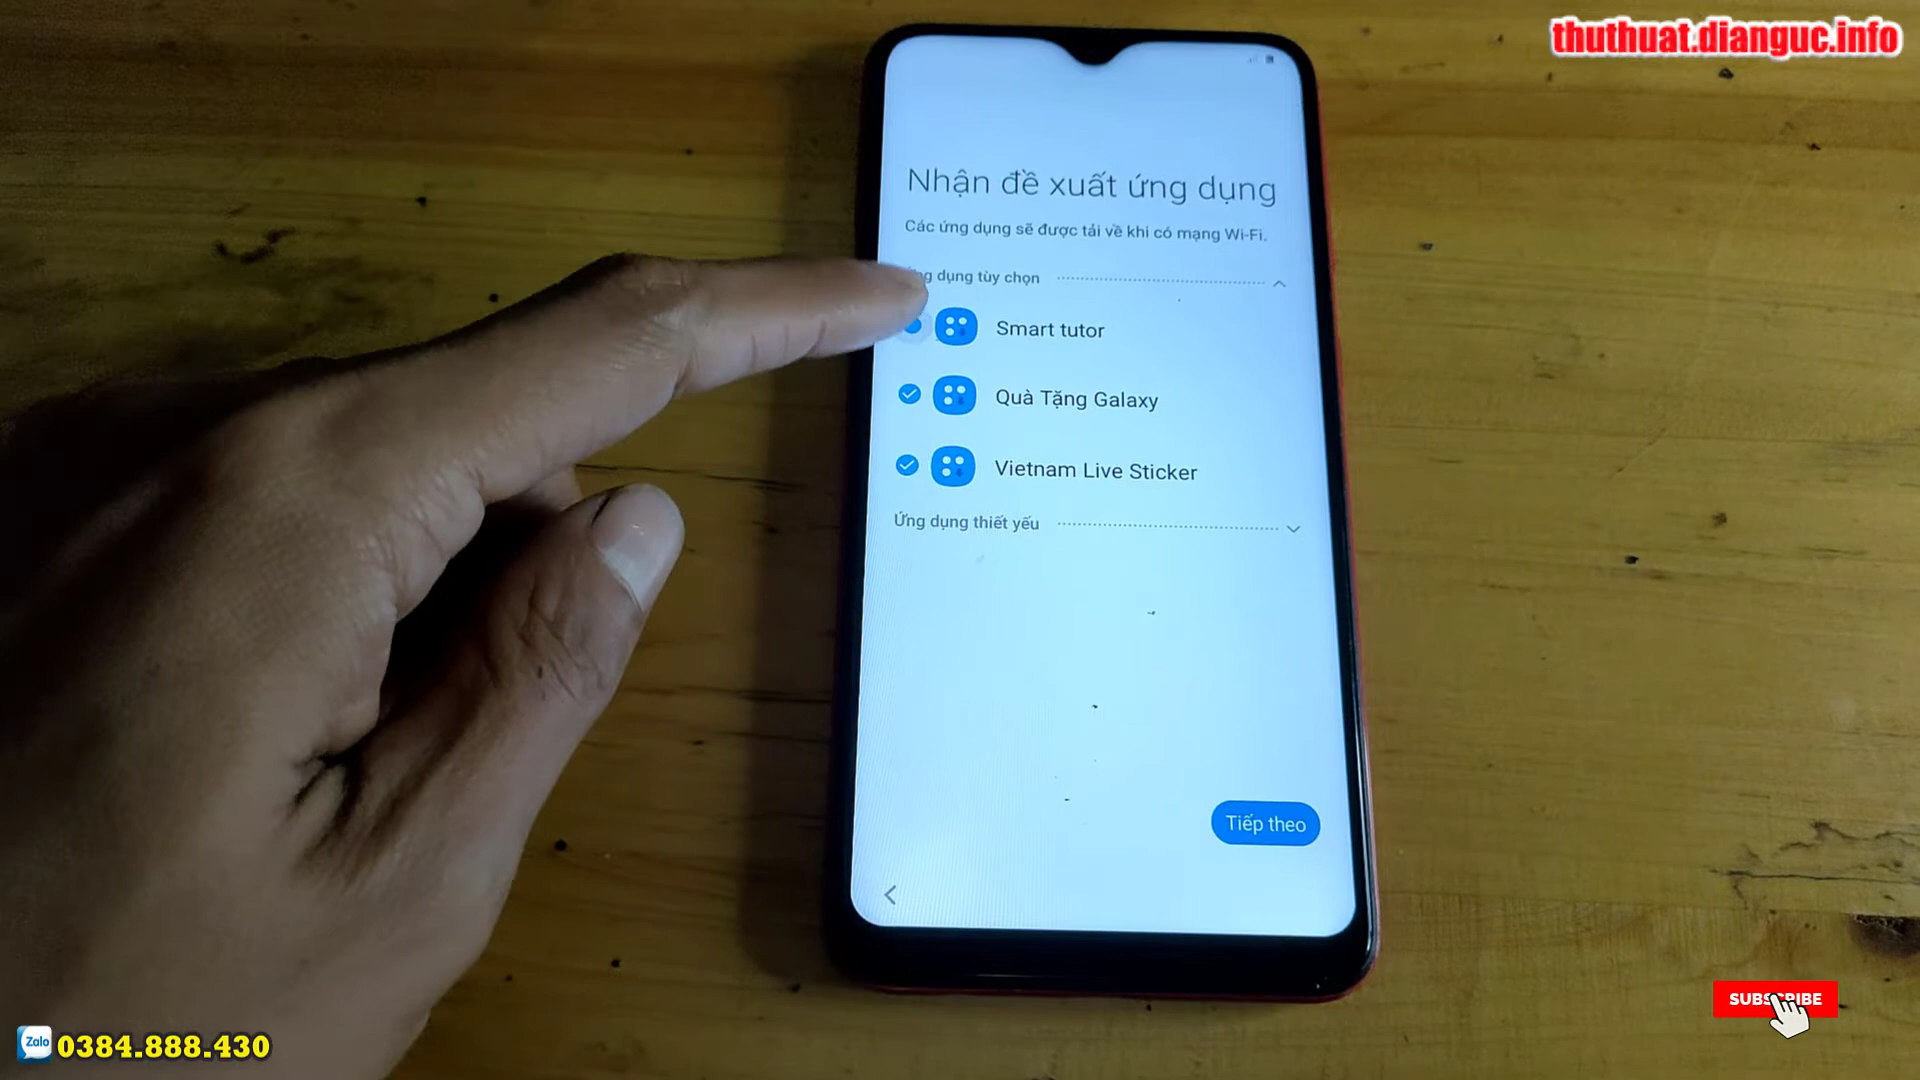 thuthuat.dianguc.info
Nhận đề xuất ứng dụng
Các ứng dụng sẽ được tải về khi có mạng Wi-Fi.
dụng tùy chọn
Smart tutor
Quà Tặng Galaxy
Vietnam Live Sticker
Ứng dụng thiết yếu
Tiếp theo
SUBSCRIBE
Zalo 0384.888.430